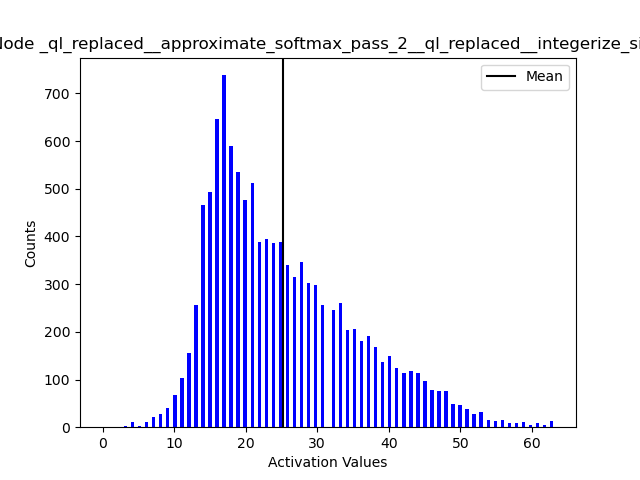 Node _ql_replaced__approximate_softmax_pass_2__ql_replaced__integerize_si
Mean
Counts
700
600
500
400
300
200
100
0
0 10 20 30 40 50 60
Activation Values